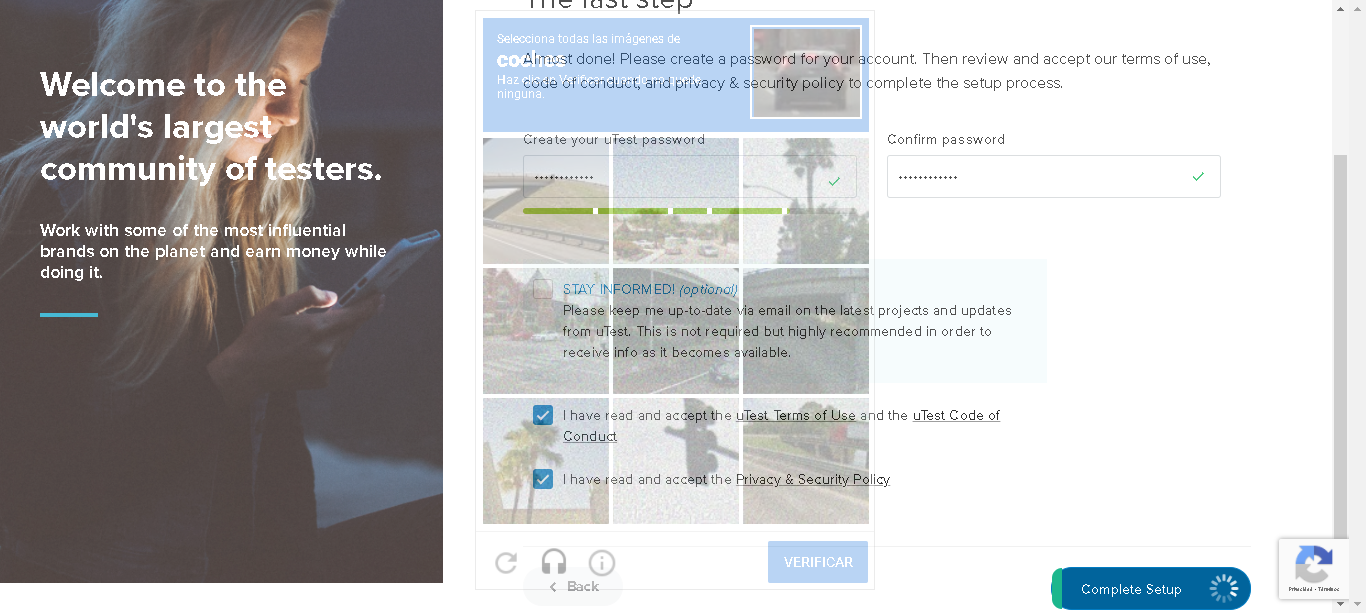 The last step
Welcome to the
world's largest
community of testers.
Work with some of the most influential
brands on the planet and earn money while
doing it.
Selecciona todas las imágenes de
coches
Haz clic en Verificar cuando no quede
ninguna.
Almost done! Please create a password for your account. Then review and accept our terms of use,
code of conduct, and privacy & security policy to complete the setup process.
Create your uTest password
Confirm password
••••••••••••
••••••••••••
STAY INFORMED! (optional)
Please keep me up-to-date via email on the latest projects and updates
from uTest. This is not required but highly recommended in order to
receive info as it becomes available.
I have read and accept the uTest Terms of Use and the uTest Code of
Conduct
I have read and accept the Privacy & Security Policy
VERIFICAR
Back
Complete Setup
Privacidad - Términos